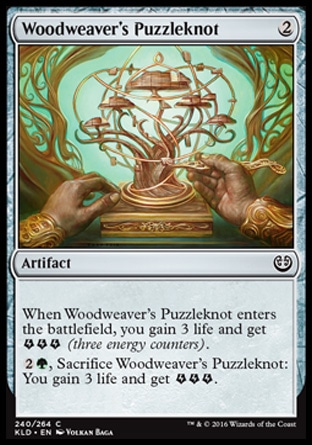 Woodweaver's Puzzleknot 2
Artifact
When Woodweaver's Puzzleknot enters
the battlefield, you gain 3 life and get
(three energy counters).
2, Sacrifice Woodweaver's Puzzleknot:
You gain 3 life and get .
240/264 C
KLD • EN VOLKAN BAGA
™ & © 2016 Wizards of the Coast